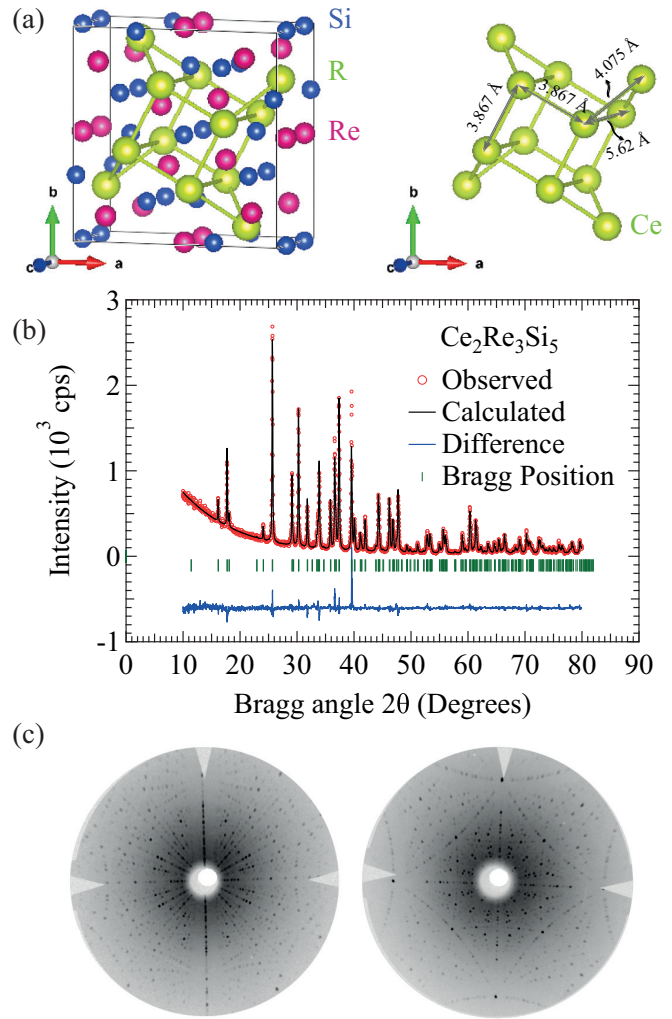 (a)
Si
R
Re
b
a
c
3.867 Å
3.867 Å
4.075 Å
5.62 Å
Ce
b
a
c
(b)
Ce₂Re₃Si₅
Observed
Calculated
Difference
Bragg Position
Intensity (10³ cps)
3
2
1
0
-1
0 10 20 30 40 50 60 70 80 90
Bragg angle 2θ (Degrees)
(c)